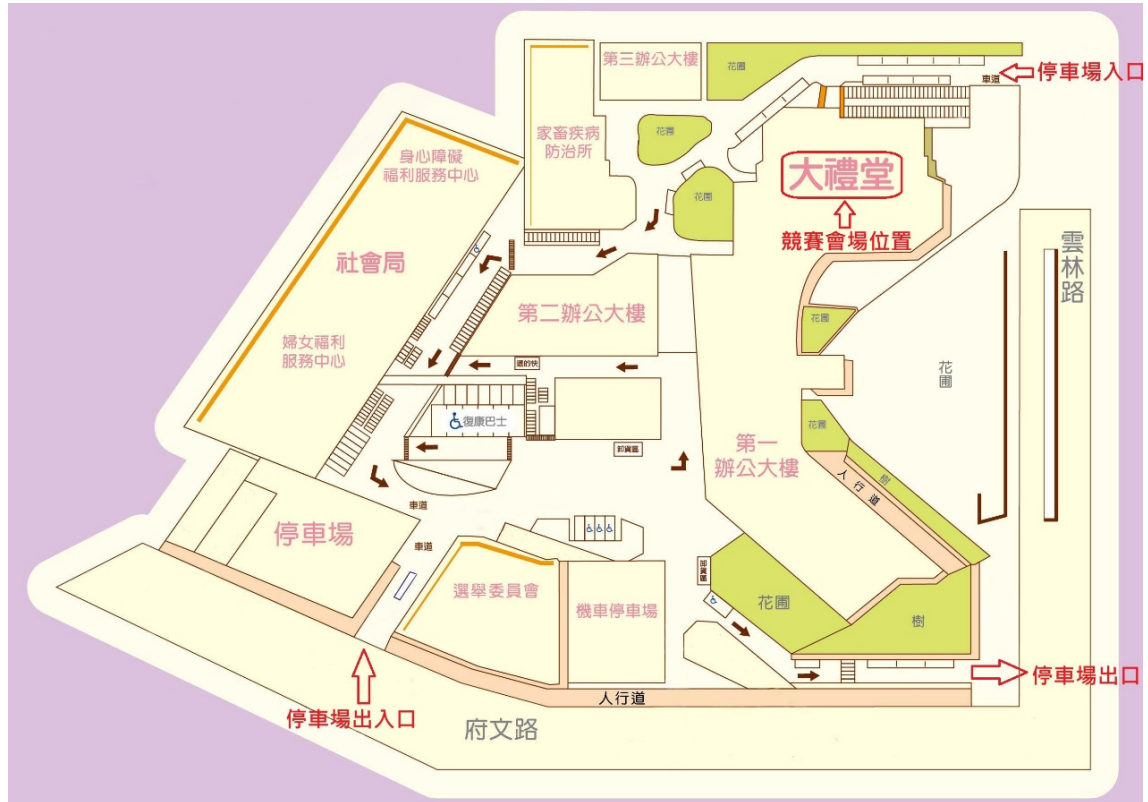 第三辦公大樓
花圃
車道
停車場入口
家畜疾病
防治所
花圃
花圃
大禮堂
競賽會場位置
身心障礙
福利服務中心
社會局
婦女福利
服務中心
第二辦公大樓
雲林路
花圃
花圃
復康巴士
卸貨區
第一
辦公大樓
花圃
人行道
樹
車道
停車場
車道
選舉委員會
機車停車場
卸貨區
花圃
樹
停車場出口
停車場出入口
人行道
府文路